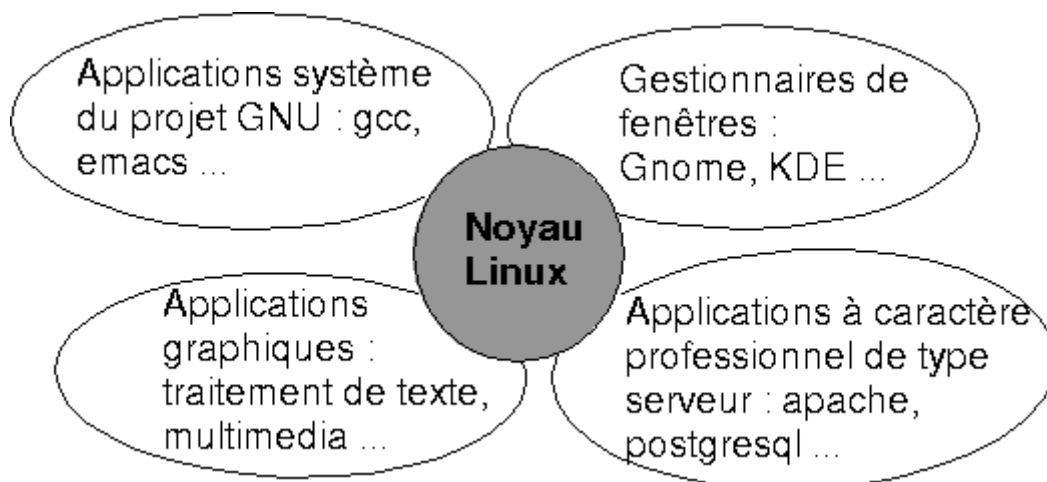 Applications système
du projet GNU : gcc,
emacs ...
Gestionnaires de
fenêtres :
Gnome, KDE ...
Noyau
Linux
Applications
graphiques :
traitement de texte,
multimedia ...
Applications à caractère
professionnel de type
serveur : apache,
postgresql ...